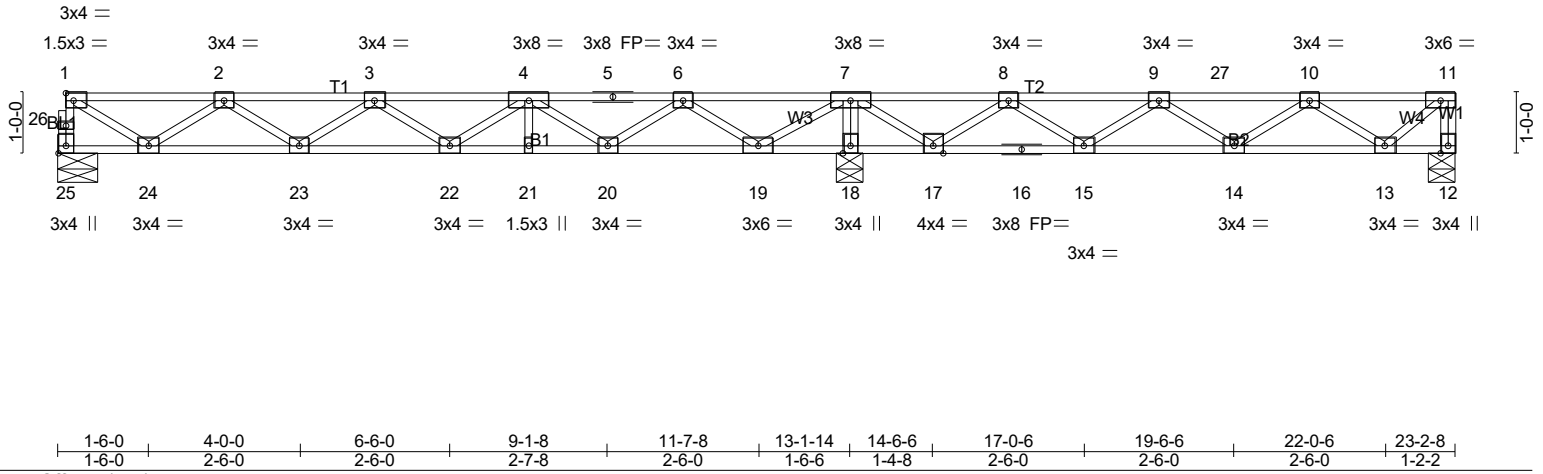 3x4 =
1.5x3 = 3x4 = 3x4 = 3x8 = 3x8 FP= 3x4 = 3x8 = 3x4 = 3x4 = 3x4 = 3x6 =
1 2 3 4 5 6 7 8 9 27 10 11
T1 T2
1-0-0 26 BL W3 W4 W1 1-0-0
B1 B2
25 24 23 22 21 20 19 18 17 16 15 14 13 12
3x4 || 3x4 = 3x4 = 3x4 = 1.5x3 || 3x4 = 3x6 = 3x4 || 4x4 = 3x8 FP= 3x4 = 3x4 = 3x4 ||
3x4 =
1-6-0 4-0-0 6-6-0 9-1-8 11-7-8 13-1-14 14-6-6 17-0-6 19-6-6 22-0-6 23-2-8
1-6-0 2-6-0 2-6-0 2-7-8 2-6-0 1-6-6 1-4-8 2-6-0 2-6-0 2-6-0 1-2-2